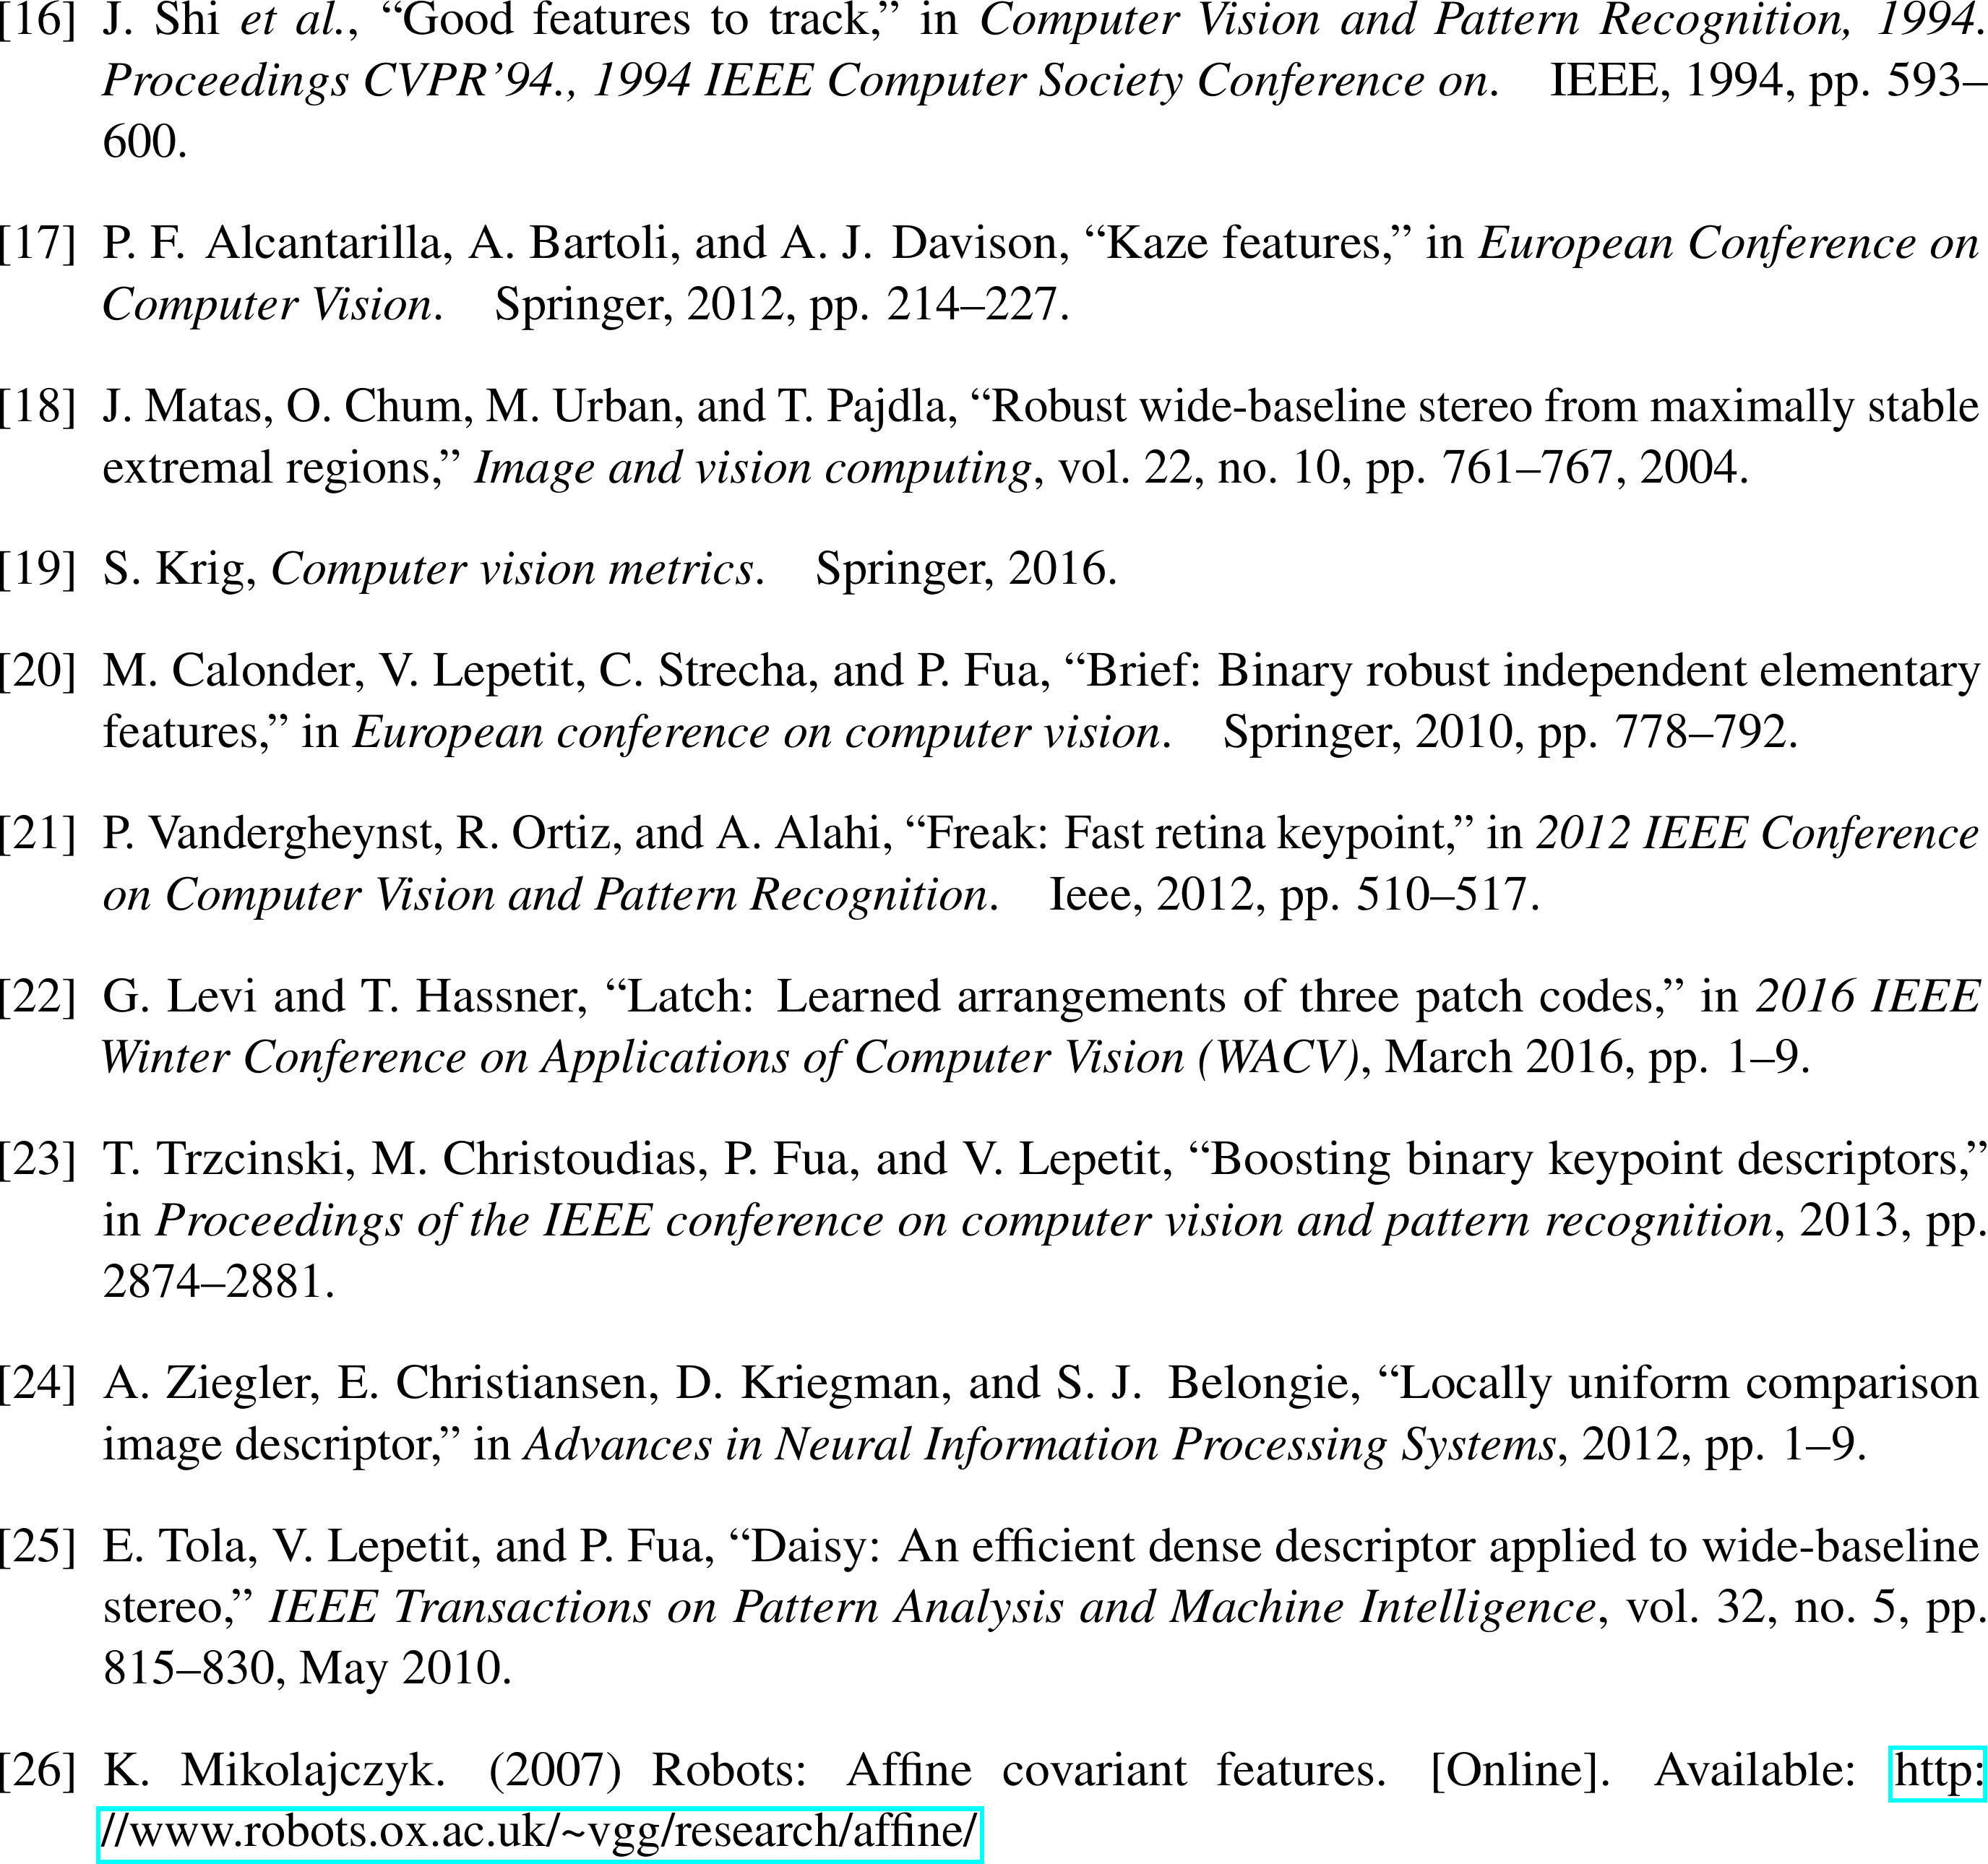 [16] J. Shi et al., “Good features to track,” in Computer Vision and Pattern Recognition, 1994.
Proceedings CVPR’94., 1994 IEEE Computer Society Conference on. IEEE, 1994, pp. 593–
600.
[17] P. F. Alcantarilla, A. Bartoli, and A. J. Davison, “Kaze features,” in European Conference on
Computer Vision. Springer, 2012, pp. 214–227.
[18] J. Matas, O. Chum, M. Urban, and T. Pajdla, “Robust wide-baseline stereo from maximally stable
extremal regions,” Image and vision computing, vol. 22, no. 10, pp. 761–767, 2004.
[19] S. Krig, Computer vision metrics. Springer, 2016.
[20] M. Calonder, V. Lepetit, C. Strecha, and P. Fua, “Brief: Binary robust independent elementary
features,” in European conference on computer vision. Springer, 2010, pp. 778–792.
[21] P. Vandergheynst, R. Ortiz, and A. Alahi, “Freak: Fast retina keypoint,” in 2012 IEEE Conference
on Computer Vision and Pattern Recognition. Ieee, 2012, pp. 510–517.
[22] G. Levi and T. Hassner, “Latch: Learned arrangements of three patch codes,” in 2016 IEEE
Winter Conference on Applications of Computer Vision (WACV), March 2016, pp. 1–9.
[23] T. Trzcinski, M. Christoudias, P. Fua, and V. Lepetit, “Boosting binary keypoint descriptors,”
in Proceedings of the IEEE conference on computer vision and pattern recognition, 2013, pp.
2874–2881.
[24] A. Ziegler, E. Christiansen, D. Kriegman, and S. J. Belongie, “Locally uniform comparison
image descriptor,” in Advances in Neural Information Processing Systems, 2012, pp. 1–9.
[25] E. Tola, V. Lepetit, and P. Fua, “Daisy: An efficient dense descriptor applied to wide-baseline
stereo,” IEEE Transactions on Pattern Analysis and Machine Intelligence, vol. 32, no. 5, pp.
815–830, May 2010.
[26] K. Mikolajczyk. (2007) Robots: Affine covariant features. [Online]. Available: http:
//www.robots.ox.ac.uk/~vgg/research/affine/